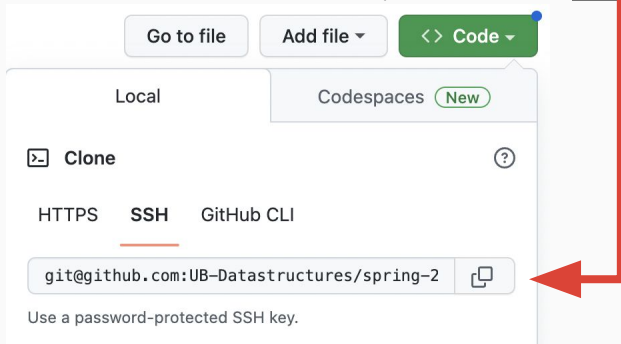 Go to file Add file <> Code
Local Codespaces New
>_ Clone ?
HTTPS SSH GitHub CLI
git@github.com:UB-Datastructures/spring-2
Use a password-protected SSH key.